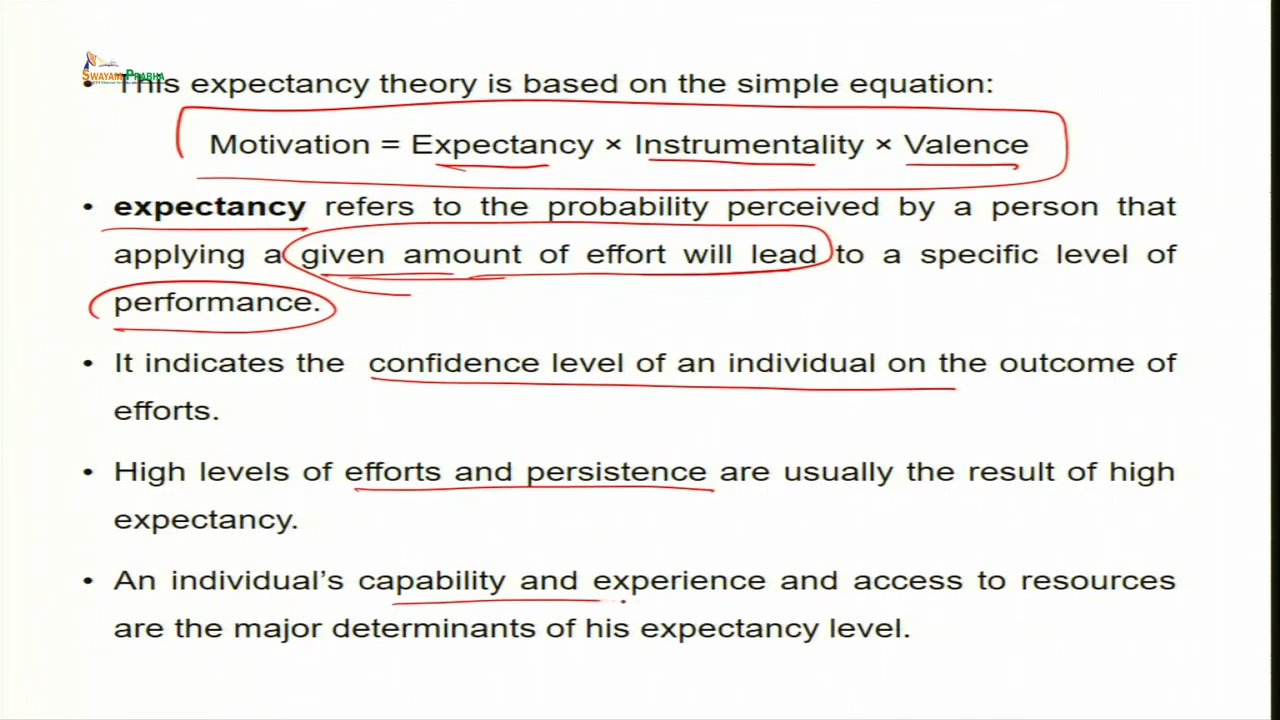 SWAYAM PRABHA
• This expectancy theory is based on the simple equation:
Motivation = Expectancy × Instrumentality × Valence
• expectancy refers to the probability perceived by a person that
applying a given amount of effort will lead to a specific level of
performance.
• It indicates the confidence level of an individual on the outcome of
efforts.
• High levels of efforts and persistence are usually the result of high
expectancy.
• An individual’s capability and experience and access to resources
are the major determinants of his expectancy level.